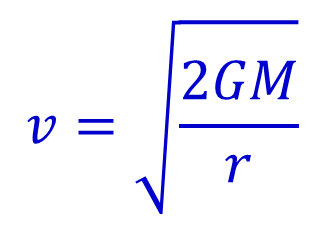 v = √(2GM / r)